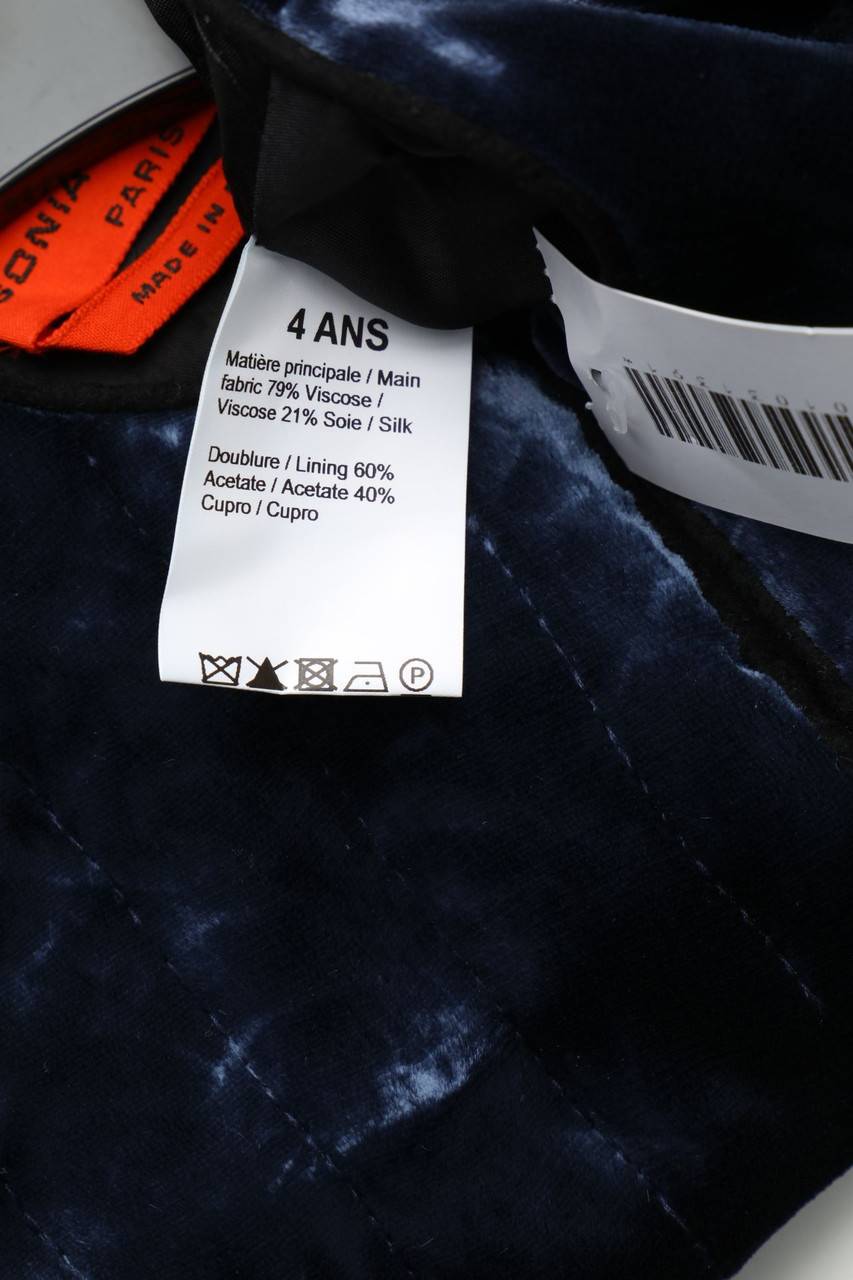 SONIA
PARIS
MADE IN
4 ANS
Matière principale / Main
fabric 79% Viscose /
Viscose 21% Soie / Silk
Doublure / Lining 60%
Acetate / Acetate 40%
Cupro / Cupro
P